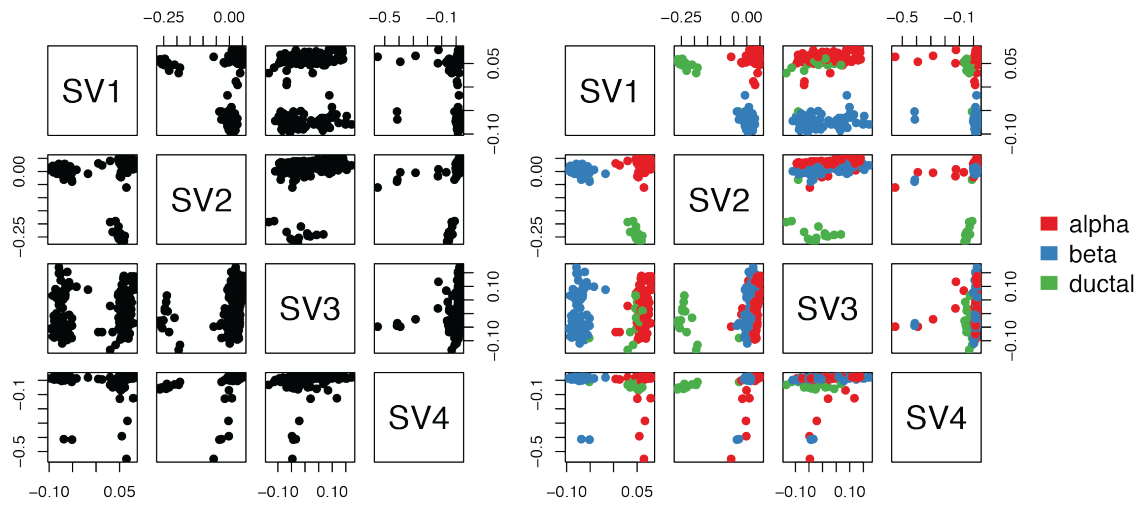 −0.25 0.00 −0.5 −0.1 −0.25 0.00 −0.5 −0.1
SV1 −0.10 0.05 SV1 −0.10 0.05
−0.25 0.00 SV2 −0.25 0.00 SV2
alpha
beta
ductal
SV3 −0.10 0.10 SV3 −0.10 0.10
−0.5 −0.1 SV4 −0.5 −0.1 SV4
−0.10 0.05 −0.10 0.10 −0.10 0.05 −0.10 0.10